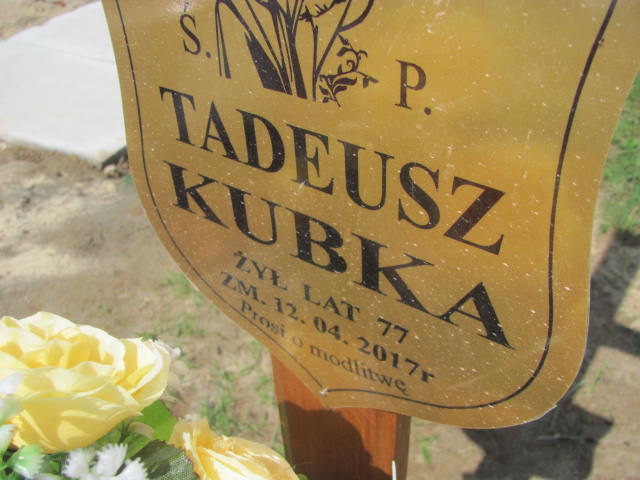 Ś. P.
TADEUSZ
KUBKA
ŻYŁ LAT 77
ZM. 12. 04. 2017r
Prosi o modlitwę